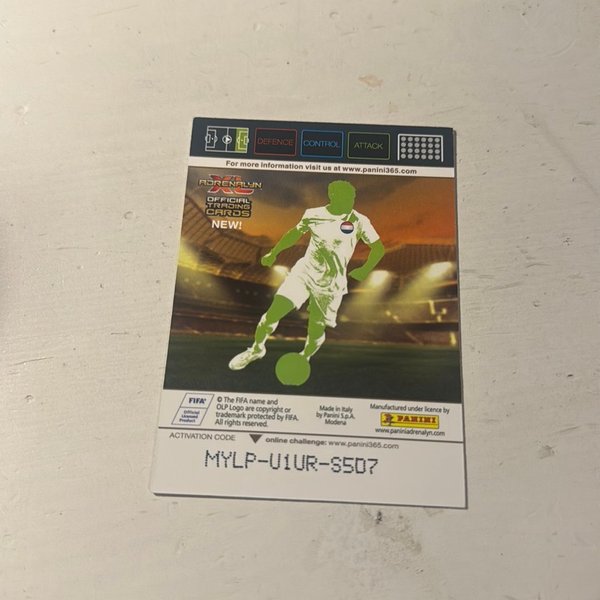 DEFENCE CONTROL ATTACK
For more information visit us at www.panini365.com
ADRENALYN
XL
OFFICIAL
TRADING
CARDS
NEW!
FIFA®
Official
Licensed
Product
© The FIFA name and
OLP Logo are copyright or
trademark protected by FIFA.
All rights reserved.
Made in Italy
by Panini S.p.A.
Modena
Manufactured under licence by
PANINI
www.paniniadrenalyn.com
ACTIVATION CODE
online challenge: www.panini365.com
MYLP-U1UR-S5D7